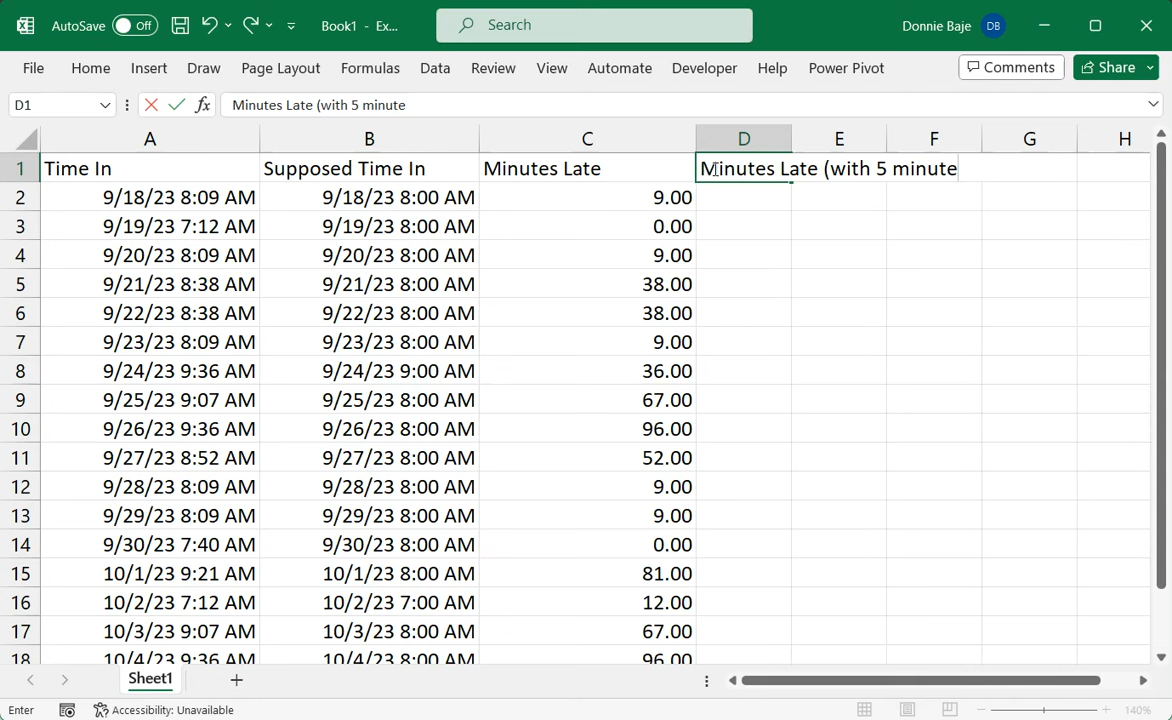 AutoSave Off Book1 - Ex... Search Donnie Baje DB
File Home Insert Draw Page Layout Formulas Data Review View Automate Developer Help Power Pivot Comments Share
D1 fx Minutes Late (with 5 minute
A B C D E F G H
1 Time In Supposed Time In Minutes Late Minutes Late (with 5 minute
2 9/18/23 8:09 AM 9/18/23 8:00 AM 9.00
3 9/19/23 7:12 AM 9/19/23 8:00 AM 0.00
4 9/20/23 8:09 AM 9/20/23 8:00 AM 9.00
5 9/21/23 8:38 AM 9/21/23 8:00 AM 38.00
6 9/22/23 8:38 AM 9/22/23 8:00 AM 38.00
7 9/23/23 8:09 AM 9/23/23 8:00 AM 9.00
8 9/24/23 9:36 AM 9/24/23 9:00 AM 36.00
9 9/25/23 9:07 AM 9/25/23 8:00 AM 67.00
10 9/26/23 9:36 AM 9/26/23 8:00 AM 96.00
11 9/27/23 8:52 AM 9/27/23 8:00 AM 52.00
12 9/28/23 8:09 AM 9/28/23 8:00 AM 9.00
13 9/29/23 8:09 AM 9/29/23 8:00 AM 9.00
14 9/30/23 7:40 AM 9/30/23 8:00 AM 0.00
15 10/1/23 9:21 AM 10/1/23 8:00 AM 81.00
16 10/2/23 7:12 AM 10/2/23 7:00 AM 12.00
17 10/3/23 9:07 AM 10/3/23 8:00 AM 67.00
18 10/4/23 9:36 AM 10/4/23 8:00 AM 96.00
Sheet1
Enter Accessibility: Unavailable 140%